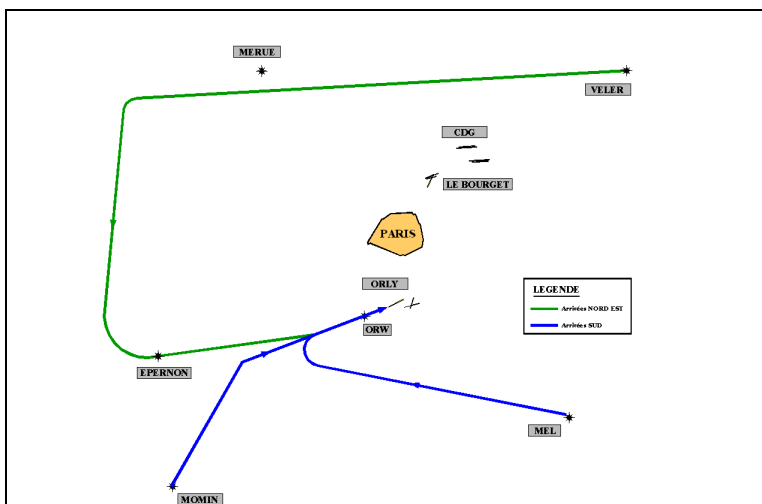 MERUE
VELER
CDG
LE BOURGET
PARIS
ORLY
ORW
LEGENDE
Arrivées NORD EST
Arrivées SUD
EPERNON
MEL
MOMIN